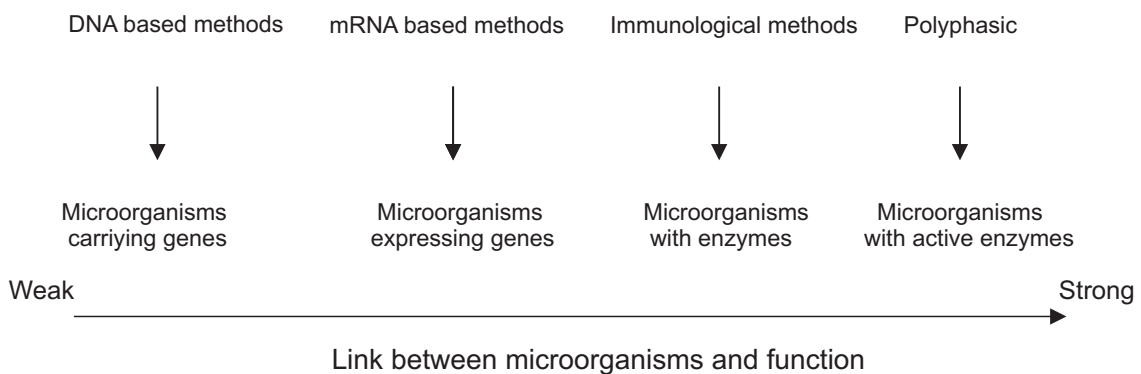 DNA based methods
mRNA based methods
Immunological methods
Polyphasic
Microorganisms
carriying genes
Microorganisms
expressing genes
Microorganisms
with enzymes
Microorganisms
with active enzymes
Weak
Strong
Link between microorganisms and function